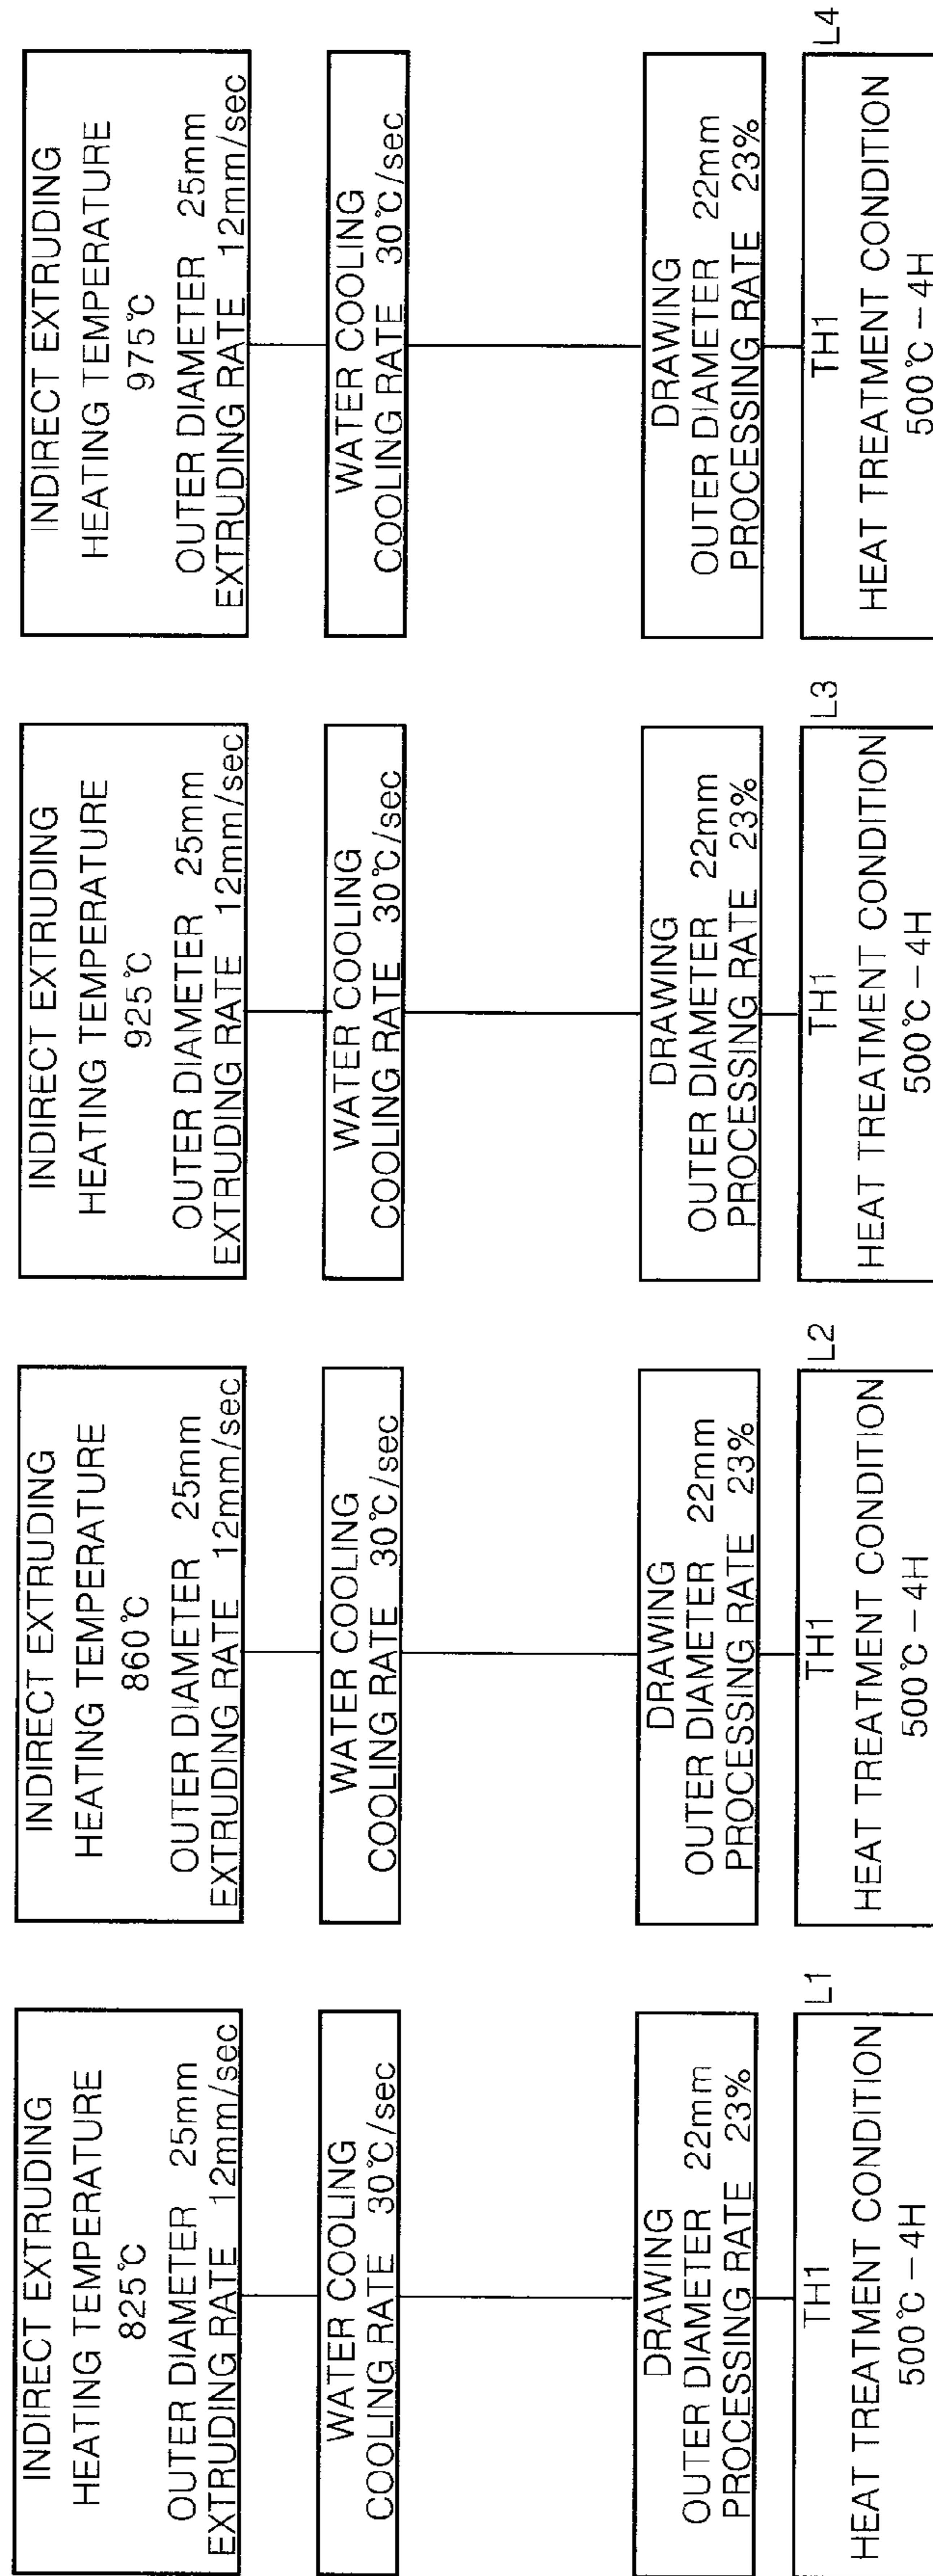 INDIRECT EXTRUDING
HEATING TEMPERATURE
825℃
OUTER DIAMETER 25mm
EXTRUDING RATE 12mm/sec
WATER COOLING
COOLING RATE 30℃/sec
DRAWING
OUTER DIAMETER 22mm
PROCESSING RATE 23%
L1
TH1
HEAT TREATMENT CONDITION
500℃-4H
INDIRECT EXTRUDING
HEATING TEMPERATURE
860℃
OUTER DIAMETER 25mm
EXTRUDING RATE 12mm/sec
WATER COOLING
COOLING RATE 30℃/sec
DRAWING
OUTER DIAMETER 22mm
PROCESSING RATE 23%
L2
TH1
HEAT TREATMENT CONDITION
500℃-4H
INDIRECT EXTRUDING
HEATING TEMPERATURE
925℃
OUTER DIAMETER 25mm
EXTRUDING RATE 12mm/sec
WATER COOLING
COOLING RATE 30℃/sec
DRAWING
OUTER DIAMETER 22mm
PROCESSING RATE 23%
L3
TH1
HEAT TREATMENT CONDITION
500℃-4H
INDIRECT EXTRUDING
HEATING TEMPERATURE
975℃
OUTER DIAMETER 25mm
EXTRUDING RATE 12mm/sec
WATER COOLING
COOLING RATE 30℃/sec
DRAWING
OUTER DIAMETER 22mm
PROCESSING RATE 23%
L4
TH1
HEAT TREATMENT CONDITION
500℃-4H